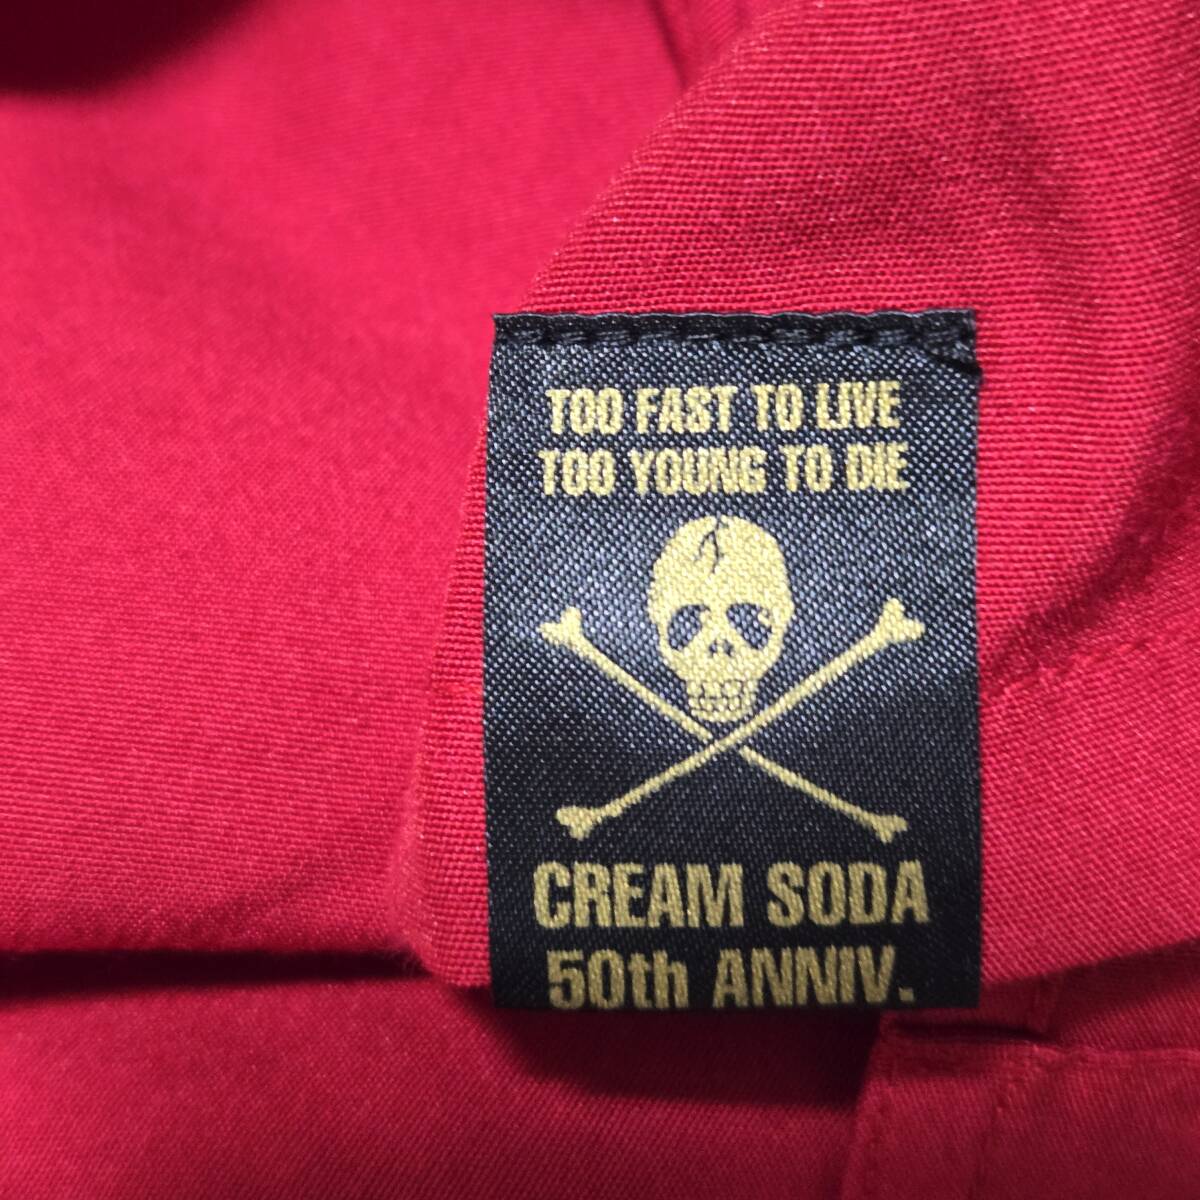 TOO FAST TO LIVE
TOO YOUNG TO DIE
CREAM SODA
50th ANNIV.